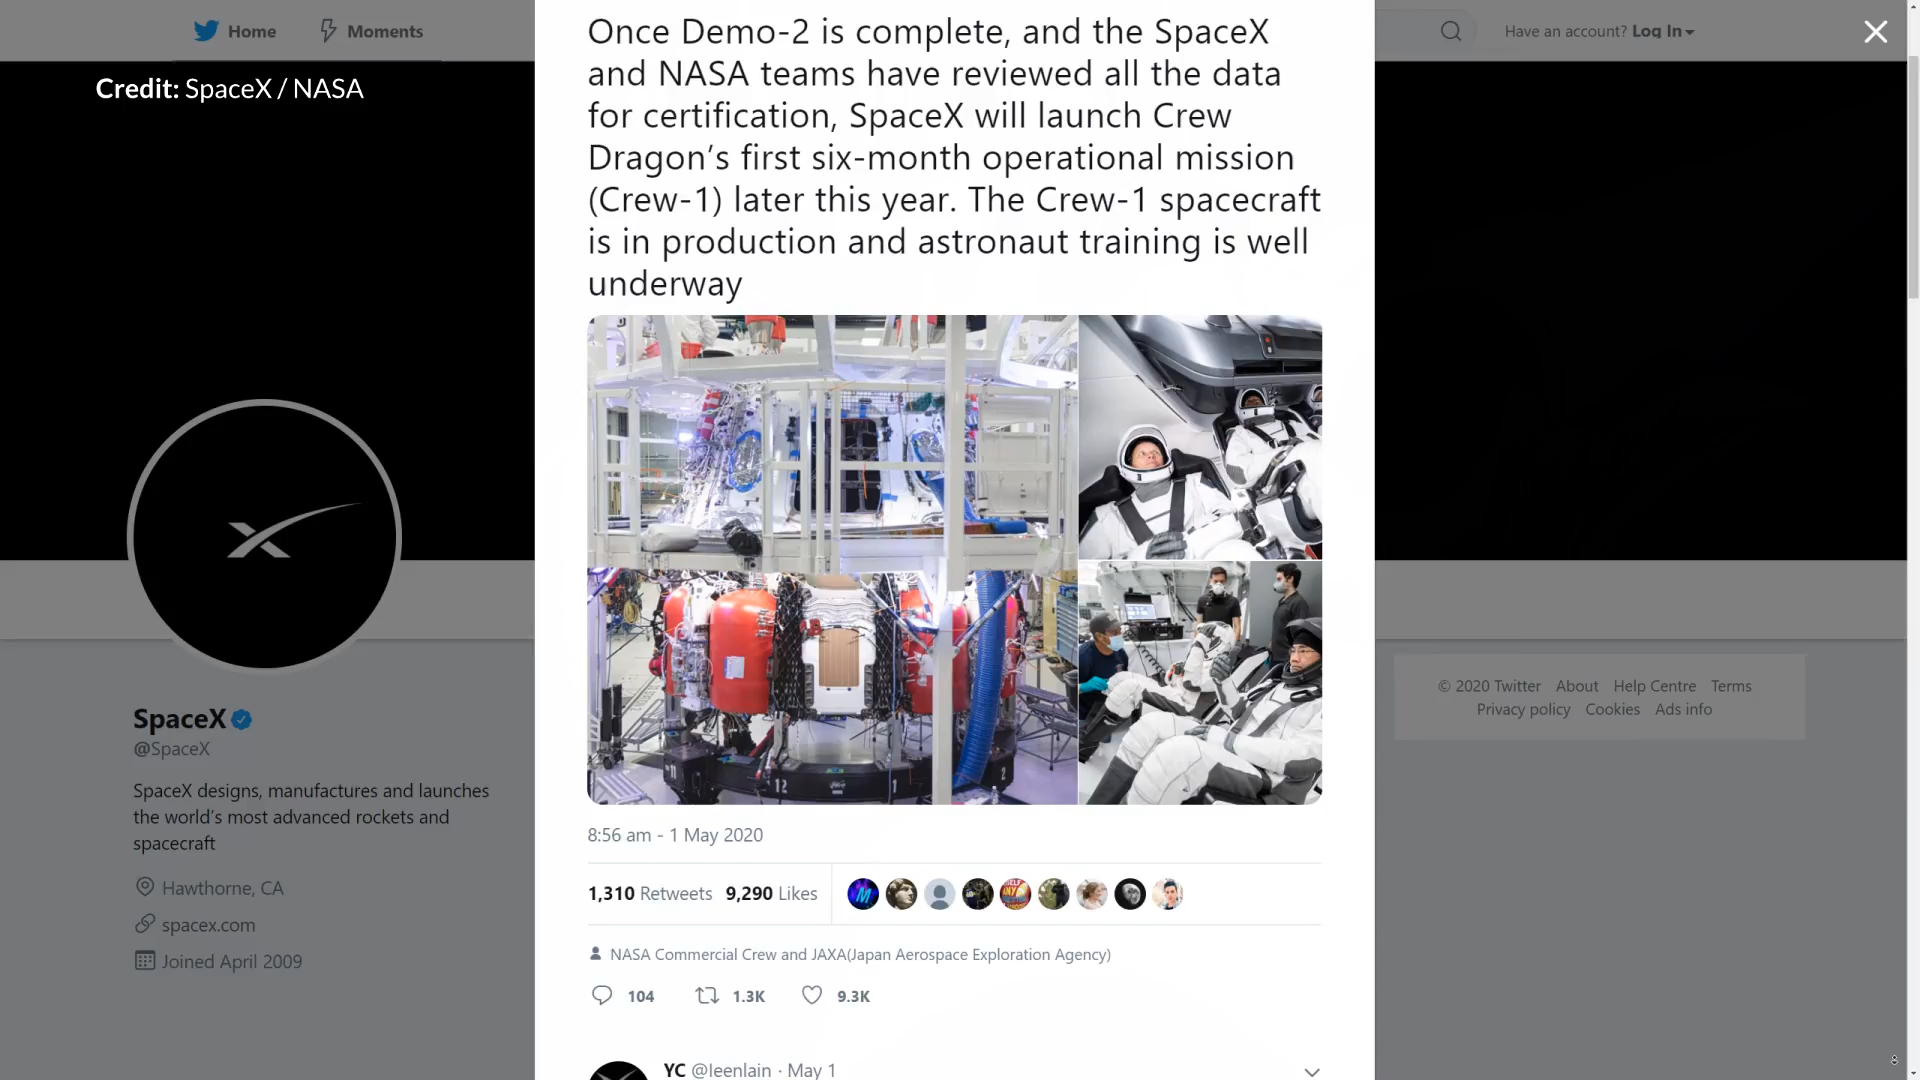 Home
Moments
Have an account? Log In
Credit: SpaceX / NASA
Once Demo-2 is complete, and the SpaceX
and NASA teams have reviewed all the data
for certification, SpaceX will launch Crew
Dragon’s first six-month operational mission
(Crew-1) later this year. The Crew-1 spacecraft
is in production and astronaut training is well
underway
12
1
2
8:56 am - 1 May 2020
1,310 Retweets 9,290 Likes
NASA Commercial Crew and JAXA(Japan Aerospace Exploration Agency)
104 1.3K 9.3K
YC @leenlain · May 1
SpaceX
@SpaceX
SpaceX designs, manufactures and launches
the world’s most advanced rockets and
spacecraft
Hawthorne, CA
spacex.com
Joined April 2009
© 2020 Twitter About Help Centre Terms
Privacy policy Cookies Ads info